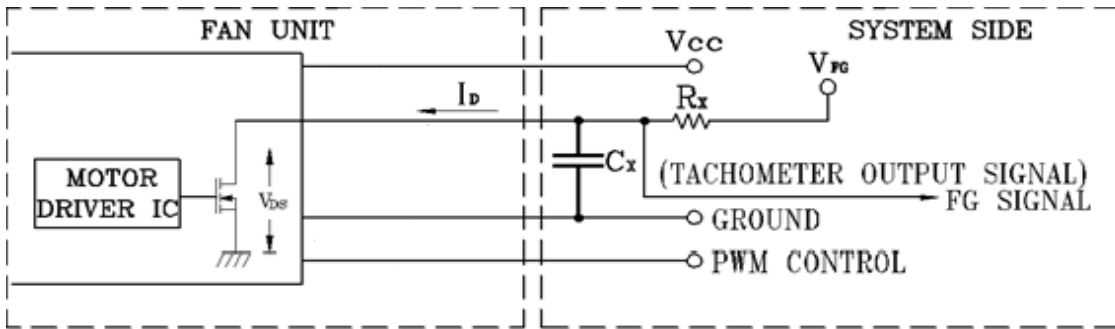 FAN UNIT
SYSTEM SIDE
Vcc
VFG
ID
RX
CX
MOTOR
DRIVER IC
VDS
(TACHOMETER OUTPUT SIGNAL)
FG SIGNAL
GROUND
PWM CONTROL